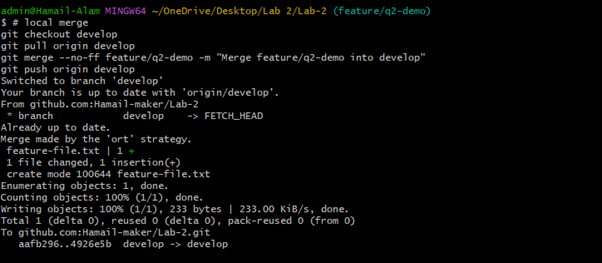 admin@Hamail-Alam MINGW64 ~/OneDrive/Desktop/Lab 2/Lab-2 (feature/q2-demo)
$ # local merge
git checkout develop
git pull origin develop
git merge --no-ff feature/q2-demo -m "Merge feature/q2-demo into develop"
git push origin develop
Switched to branch 'develop'
Your branch is up to date with 'origin/develop'.
From github.com:Hamail-maker/Lab-2
 * branch            develop    -> FETCH_HEAD
Already up to date.
Merge made by the 'ort' strategy.
 feature-file.txt | 1 +
 1 file changed, 1 insertion(+)
 create mode 100644 feature-file.txt
Enumerating objects: 1, done.
Counting objects: 100% (1/1), done.
Writing objects: 100% (1/1), 233 bytes | 233.00 KiB/s, done.
Total 1 (delta 0), reused 0 (delta 0), pack-reused 0 (from 0)
To github.com:Hamail-maker/Lab-2.git
   aafb296..4926e5b  develop -> develop